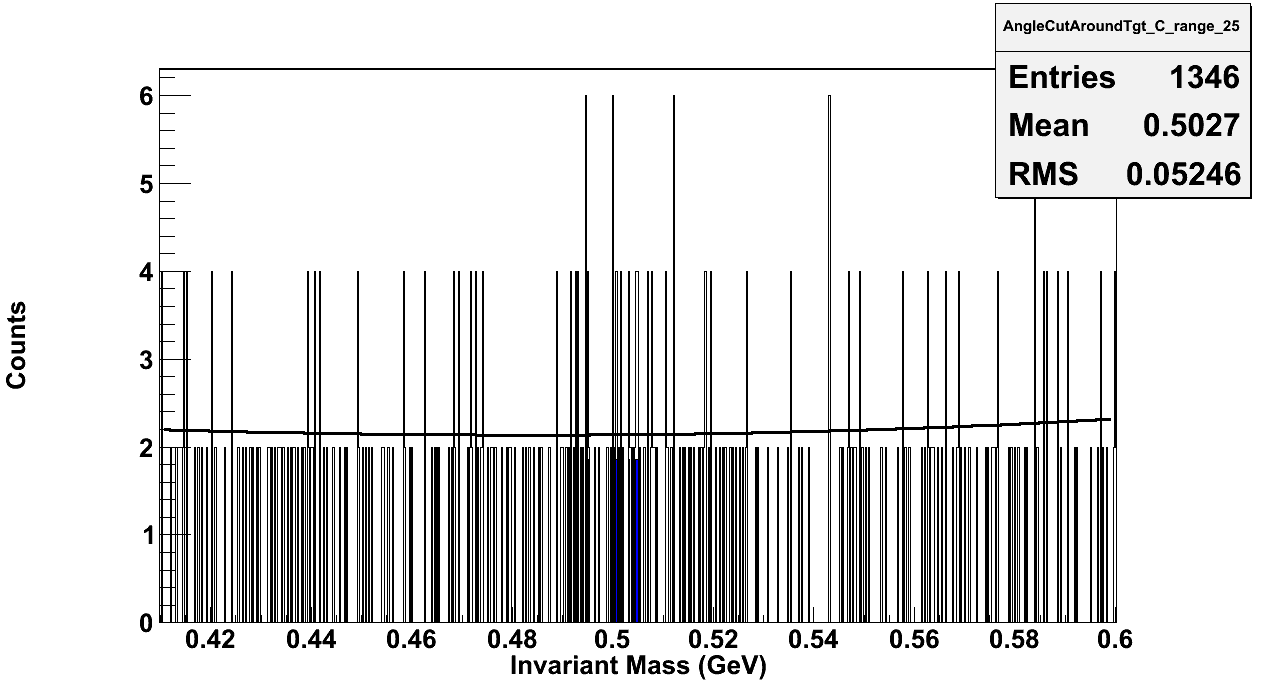 AngleCutAroundTgt_C_range_25
Entries 1346
Mean 0.5027
RMS 0.05246
6
5
4
3
2
1
0
Counts
0.42 0.44 0.46 0.48 0.5 0.52 0.54 0.56 0.58 0.6
Invariant Mass (GeV)